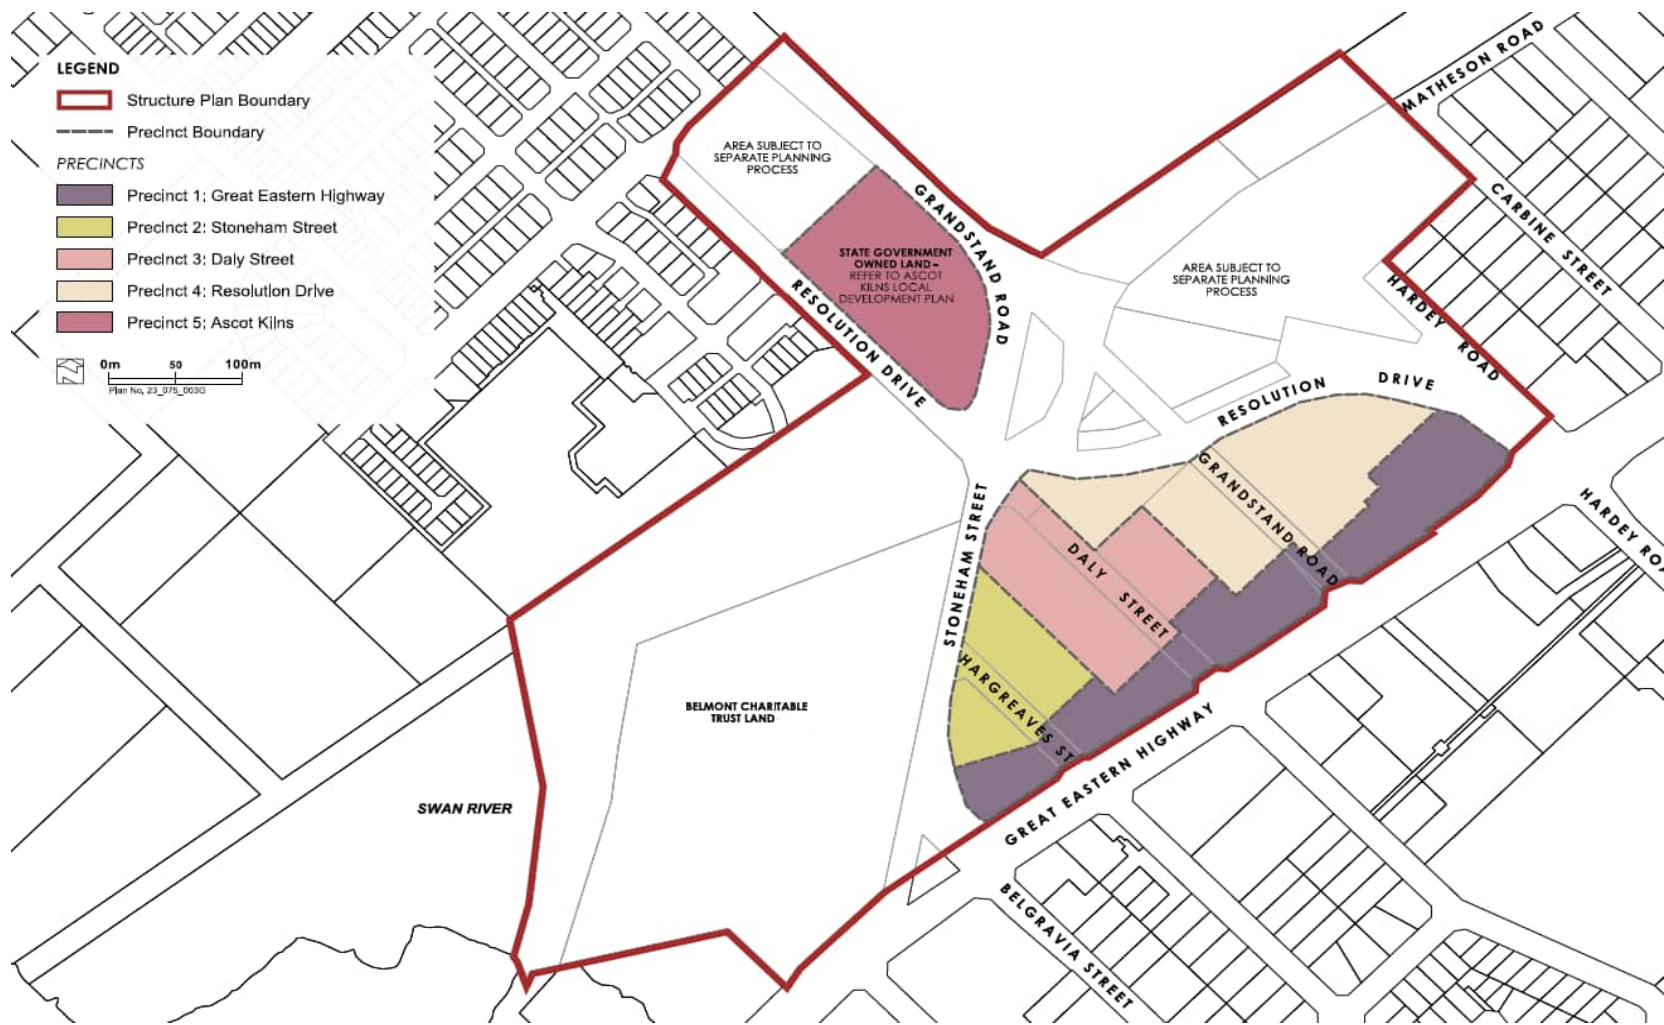 LEGEND
Structure Plan Boundary
Precinct Boundary
PRECINCTS
Precinct 1: Great Eastern Highway
Precinct 2: Stoneham Street
Precinct 3: Daly Street
Precinct 4: Resolution Drive
Precinct 5: Ascot Kilns
0m 50 100m
Plan No. 23_075_003G
AREA SUBJECT TO
SEPARATE PLANNING
PROCESS
STATE GOVERNMENT
OWNED LAND –
REFER TO ASCOT
KILNS LOCAL
DEVELOPMENT PLAN
GRANDSTAND ROAD
RESOLUTION DRIVE
AREA SUBJECT TO
SEPARATE PLANNING
PROCESS
MATHESON ROAD
CARBINE STREET
HARDEY ROAD
RESOLUTION DRIVE
GRANDSTAND ROAD
HARDEY ROA
STONEHAM STREET
DALY STREET
HARGREAVES ST
BELMONT CHARITABLE
TRUST LAND
SWAN RIVER
GREAT EASTERN HIGHWAY
BELGRAVIA STREET